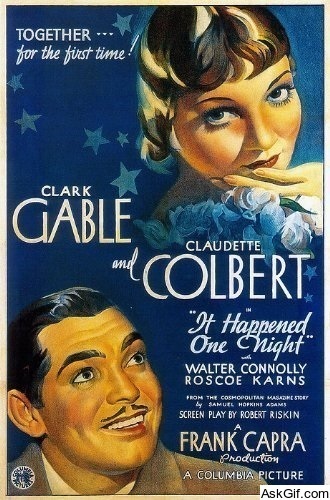 TOGETHER ---
for the first time!
CLARK
GABLE
and
CLAUDETTE
COLBERT
IN
"It Happened
One Night"
with
WALTER CONNOLLY
ROSCOE KARNS
FROM THE COSMOPOLITAN MAGAZINE STORY
by SAMUEL HOPKINS ADAMS
SCREEN PLAY BY ROBERT RISKIN
A
FRANK CAPRA
Production
A COLUMBIA PICTURE
AskGif.com